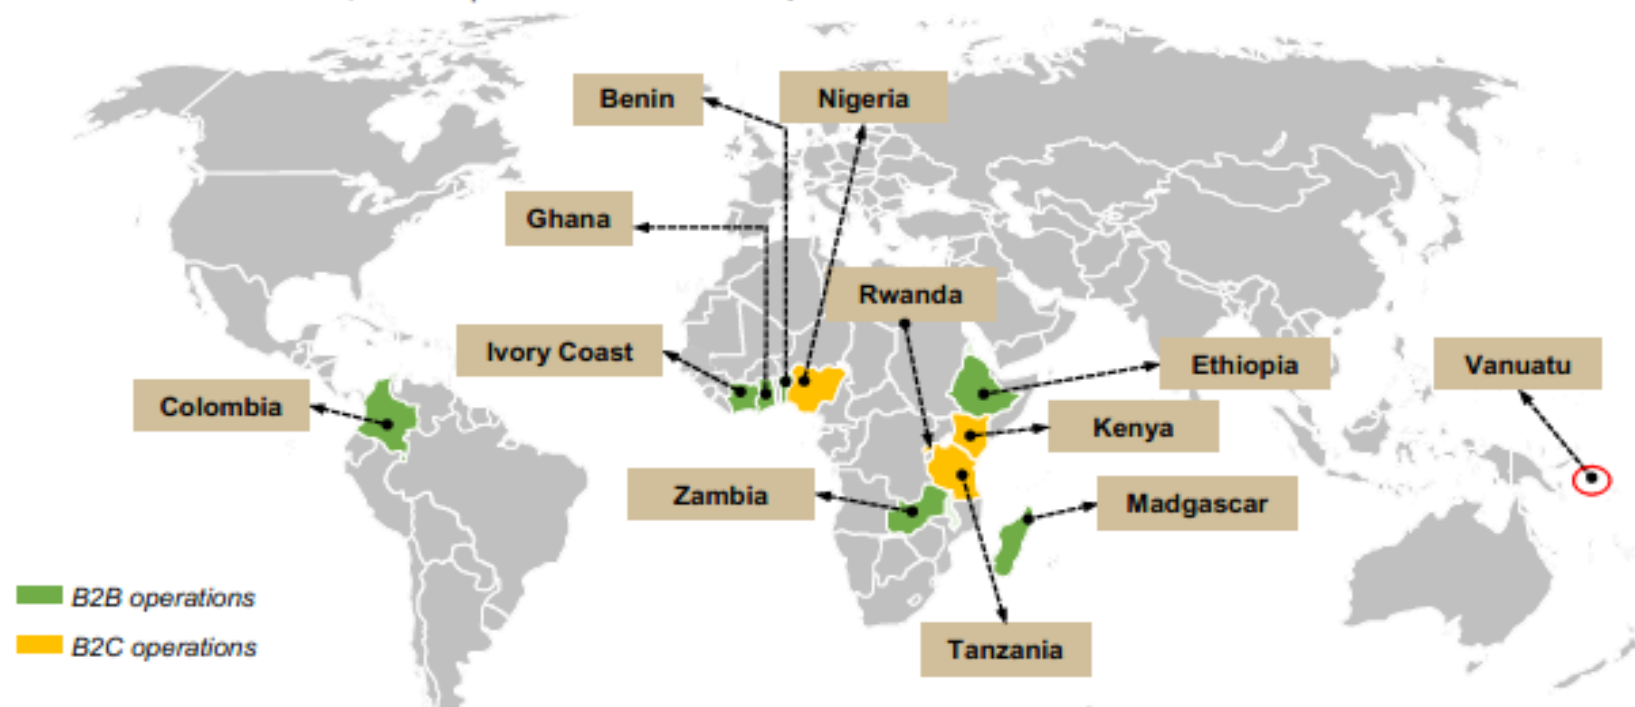 Benin
Nigeria
Ghana
Rwanda
Ivory Coast
Ethiopia
Vanuatu
Colombia
Kenya
Zambia
Madgascar
B2B operations
B2C operations
Tanzania